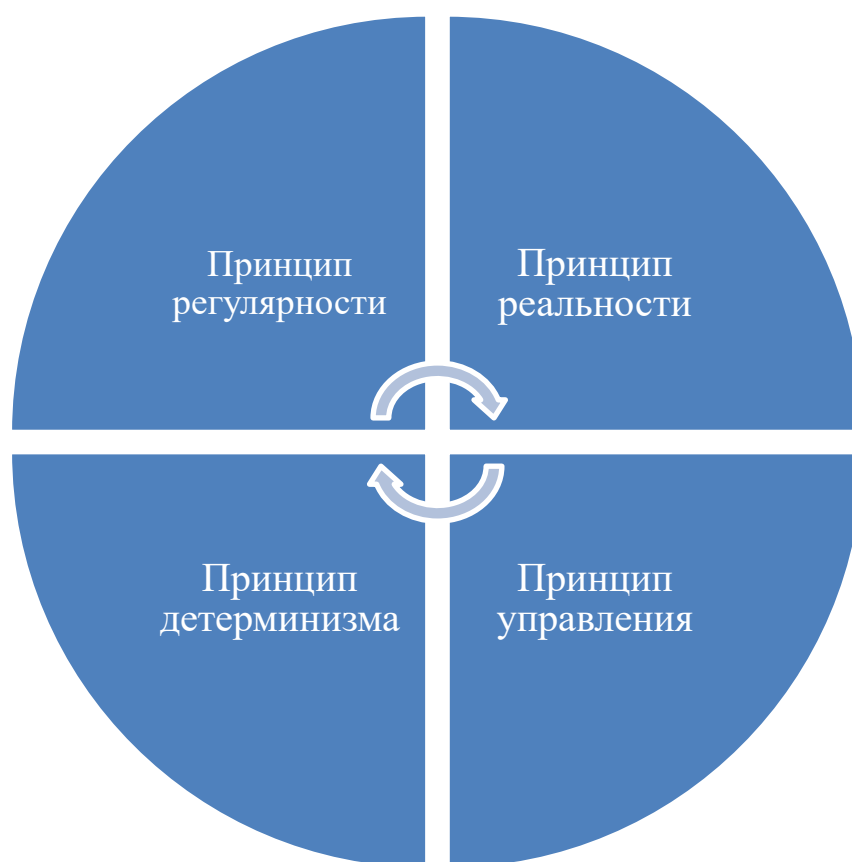 Принцип
регулярности
Принцип
реальности
Принцип
детерминизма
Принцип
управления